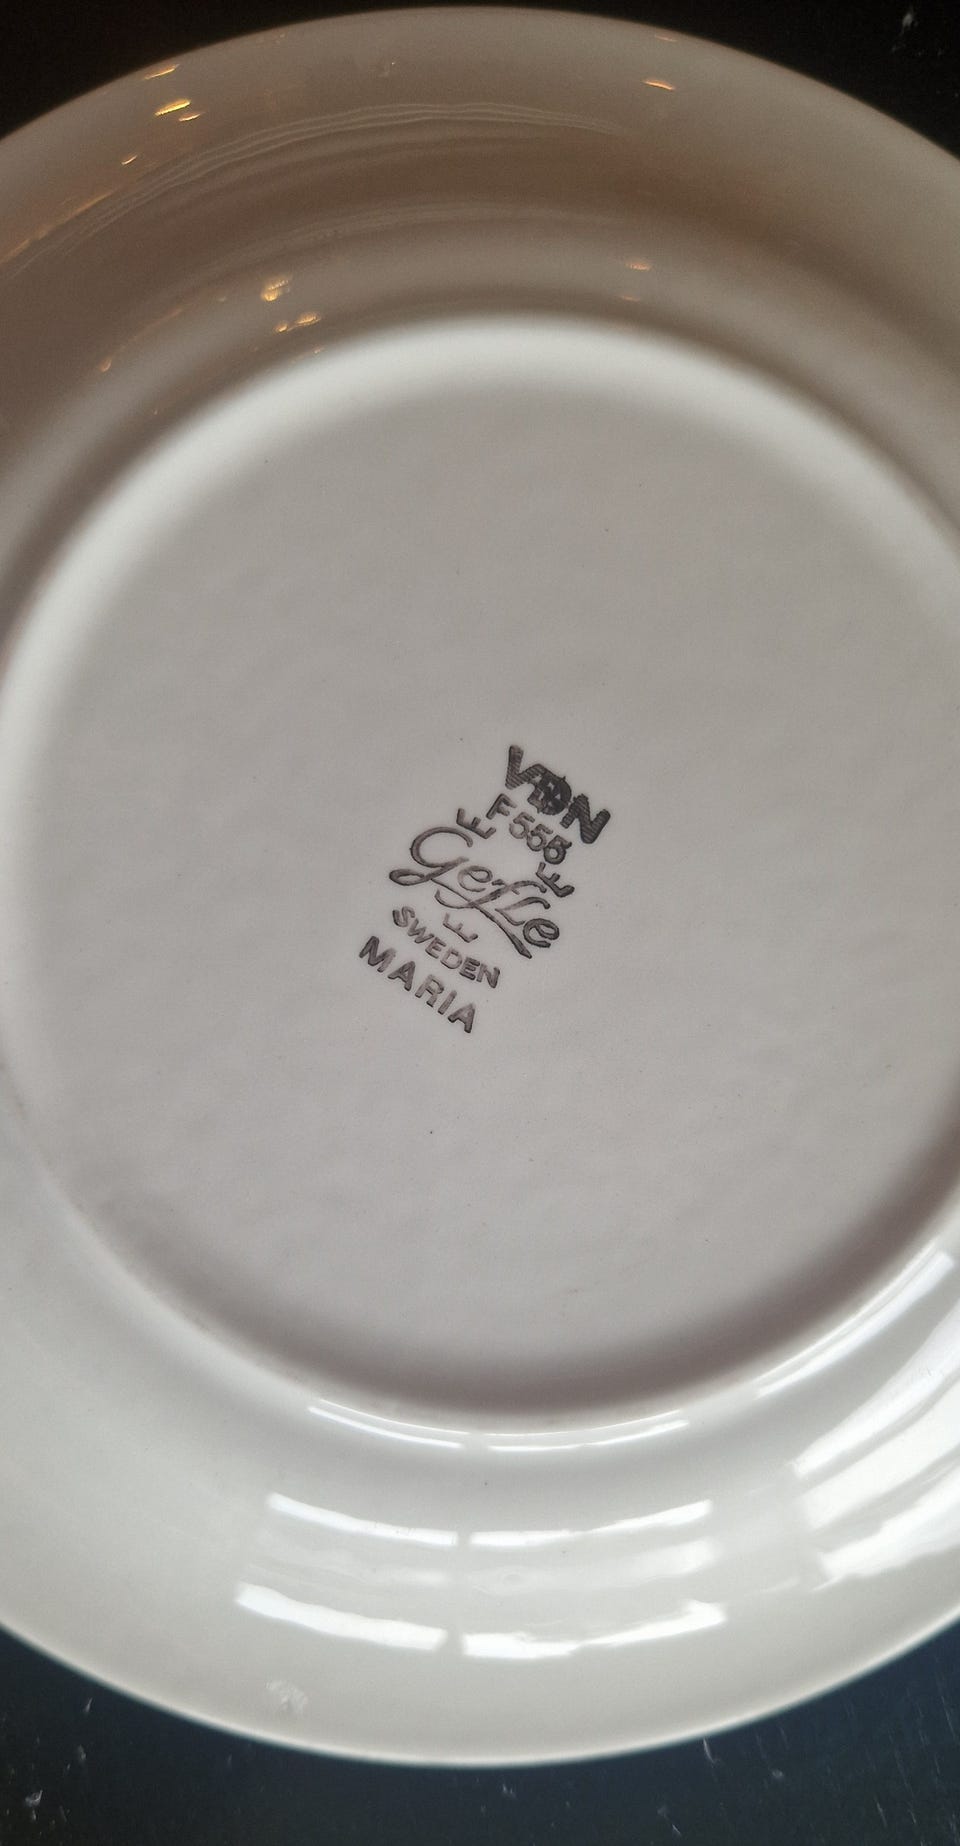 VDN
F555
Gefle
E E E
SWEDEN
MARIA